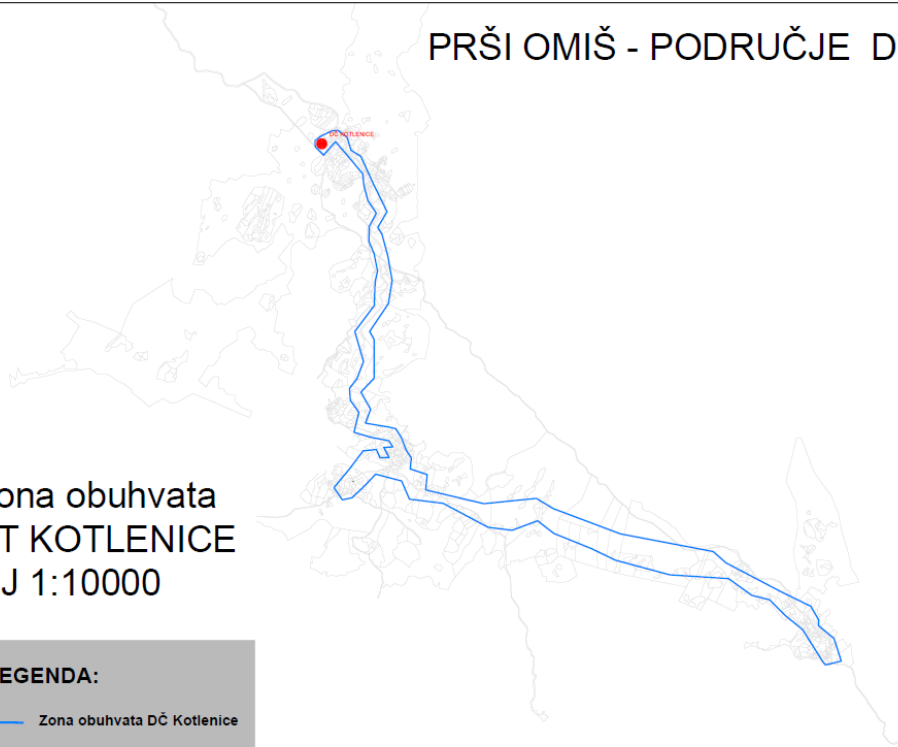 PRŠI OMIŠ - PODRUČJE D
DČ KOTLENICE
ona obuhvata
T KOTLENICE
J 1:10000
EGENDA:
Zona obuhvata DČ Kotlenice